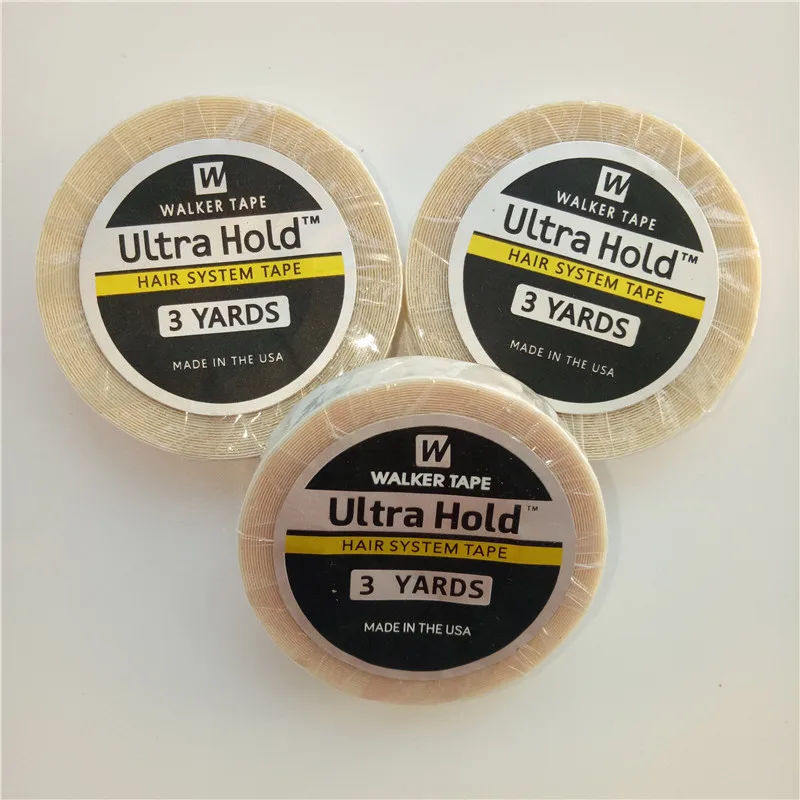 W
WALKER TAPE
Ultra Hold™
HAIR SYSTEM TAPE
3 YARDS
MADE IN THE USA
W
WALKER TAPE
Ultra Hold™
HAIR SYSTEM TAPE
3 YARDS
MADE IN THE USA
W
WALKER TAPE
Ultra Hold™
HAIR SYSTEM TAPE
3 YARDS
MADE IN THE USA